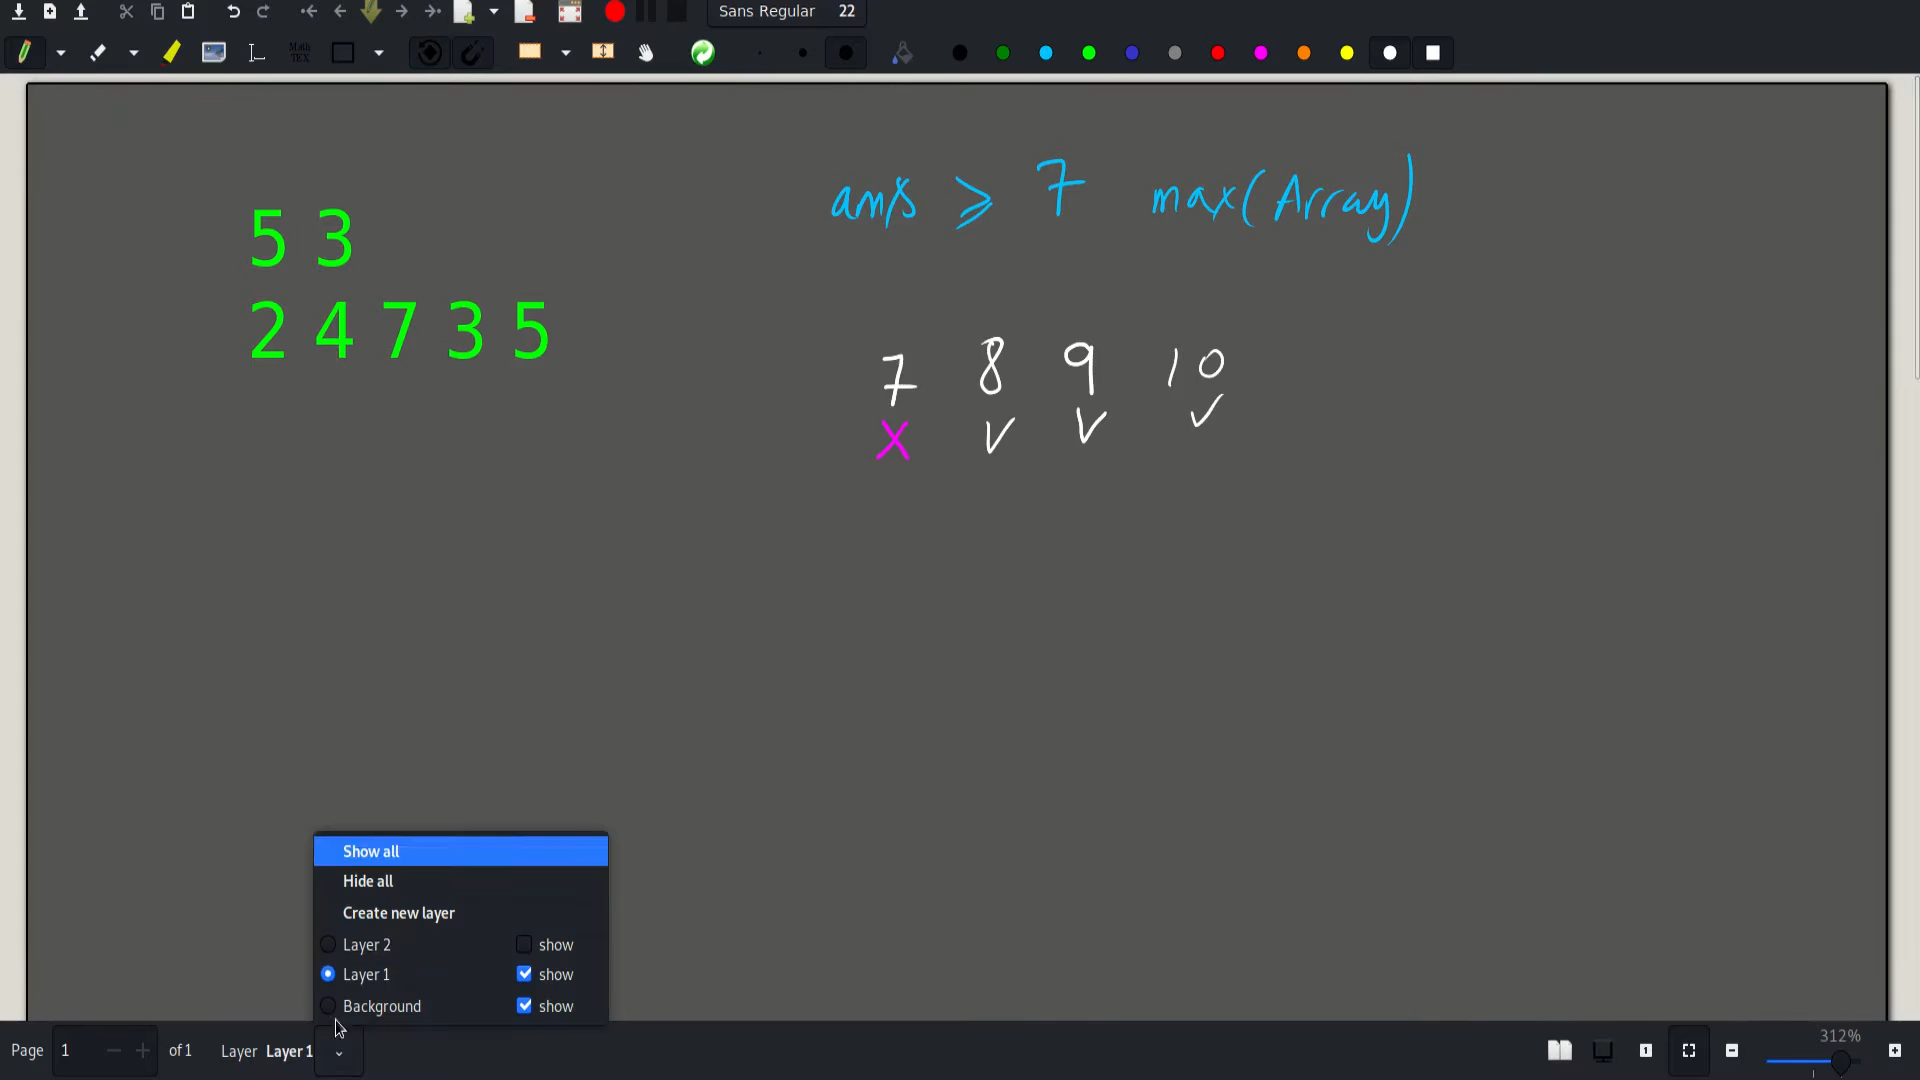 Sans Regular 22
Math TEX
5 3
2 4 7 3 5
ans ⩾ 7 max(Array)
7 8 9 10
X V V ✓
Show all
Hide all
Create new layer
Layer 2 show
Layer 1 show
Background show
Page 1 of 1 Layer Layer 1
312%